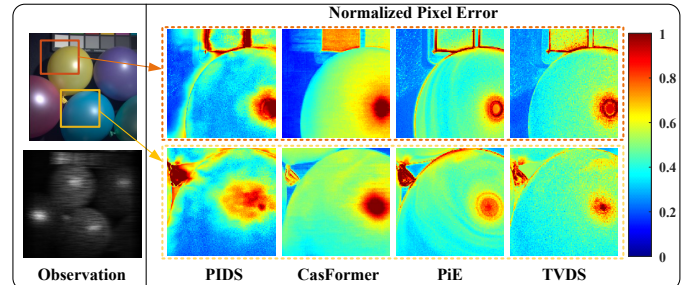 Normalized Pixel Error
1
0.8
0.6
0.4
0.2
0
Observation
PIDS
CasFormer
PiE
TVDS